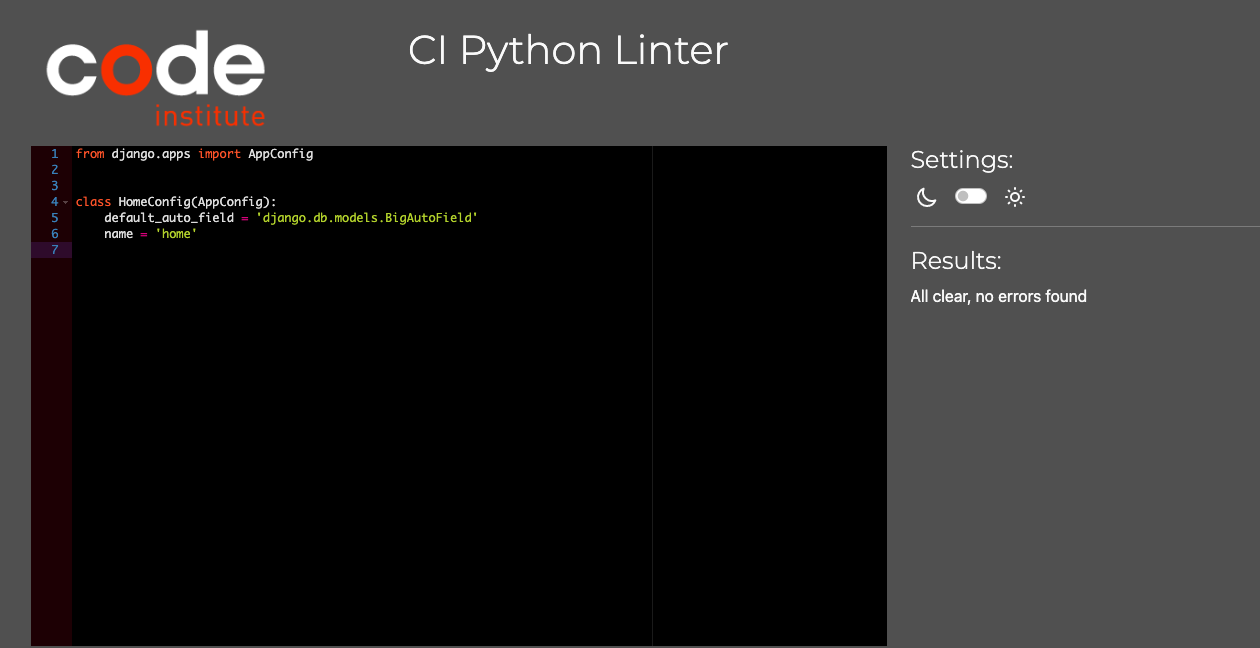 code
institute
CI Python Linter
1 from django.apps import AppConfig
2
3
4 class HomeConfig(AppConfig):
5     default_auto_field = 'django.db.models.BigAutoField'
6     name = 'home'
7
Settings:
Results:
All clear, no errors found